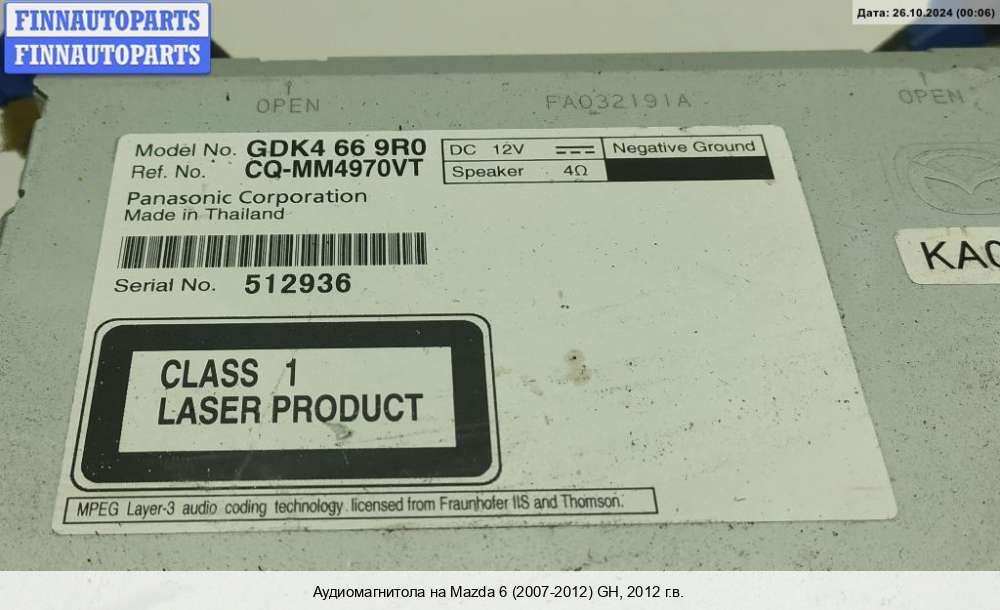 FINNAUTOPARTS
FINNAUTOPARTS
Дата: 26.10.2024 (00:06)
OPEN
FA032191A
OPEN
Model No. GDK4 66 9R0
Ref. No. CQ-MM4970VT
DC 12V
Negative Ground
Speaker 4Ω
Panasonic Corporation
Made in Thailand
Serial No. 512936
KA0
CLASS 1
LASER PRODUCT
MPEG Layer-3 audio coding technology licensed from Fraunhofer IIS and Thomson.
Аудиомагнитола на Mazda 6 (2007-2012) GH, 2012 г.в.